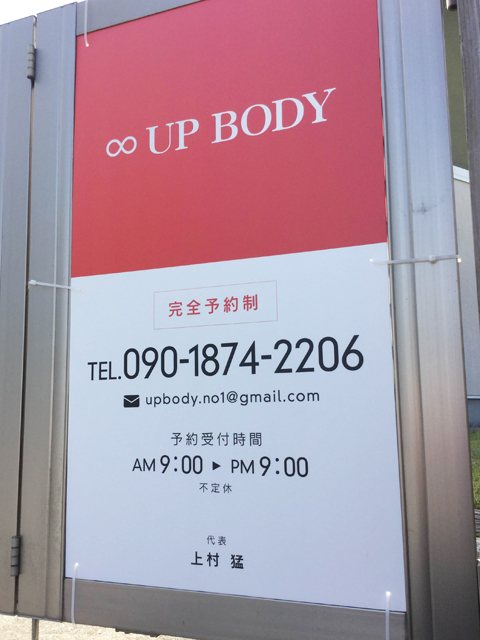 ∞ UP BODY
完全予約制
TEL.090-1874-2206
upbody.no1@gmail.com
予約受付時間
AM 9:00 ▶ PM 9:00
不定休
代表
上村 猛